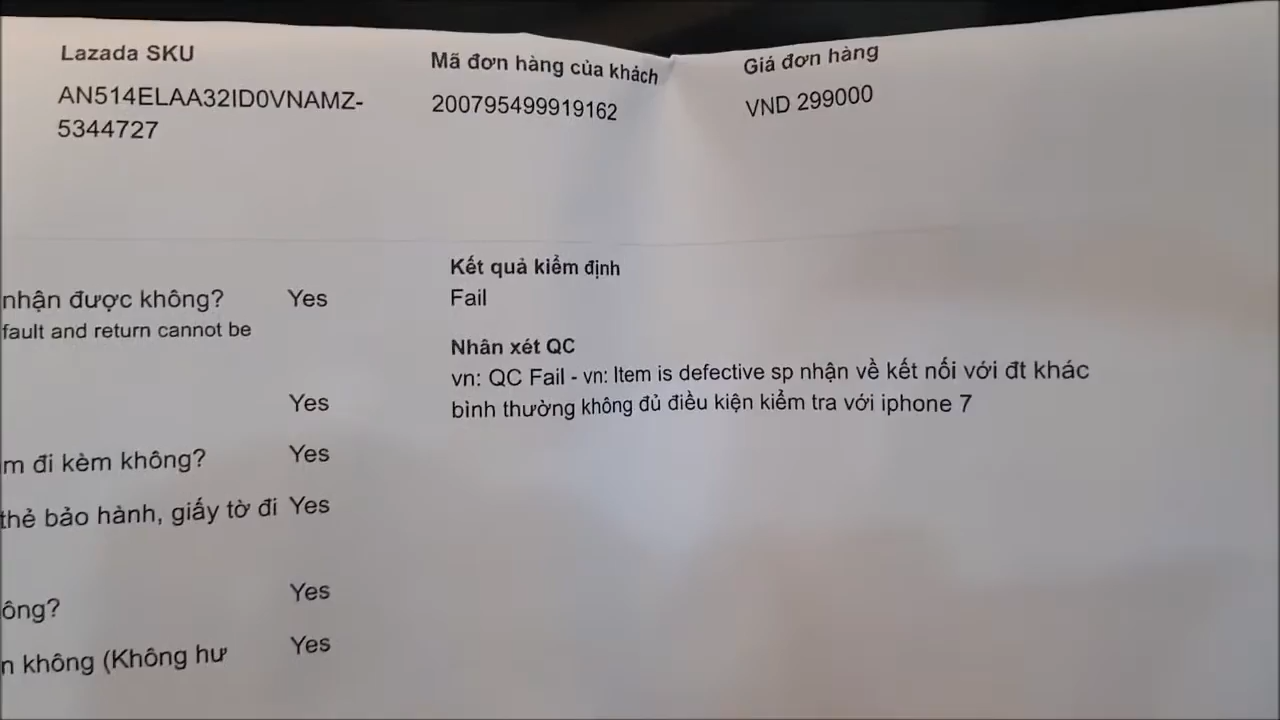 Lazada SKU
Mã đơn hàng của khách
Giá đơn hàng
AN514ELAA32ID0VNAMZ-
5344727
200795499919162
VND 299000
Kết quả kiểm định
nhận được không? Yes
Fail
fault and return cannot be
Nhân xét QC
vn: QC Fail - vn: Item is defective sp nhận về kết nối với đt khác
Yes
bình thường không đủ điều kiện kiểm tra với iphone 7
m đi kèm không? Yes
thẻ bảo hành, giấy tờ đi Yes
ông? Yes
n không (Không hư Yes